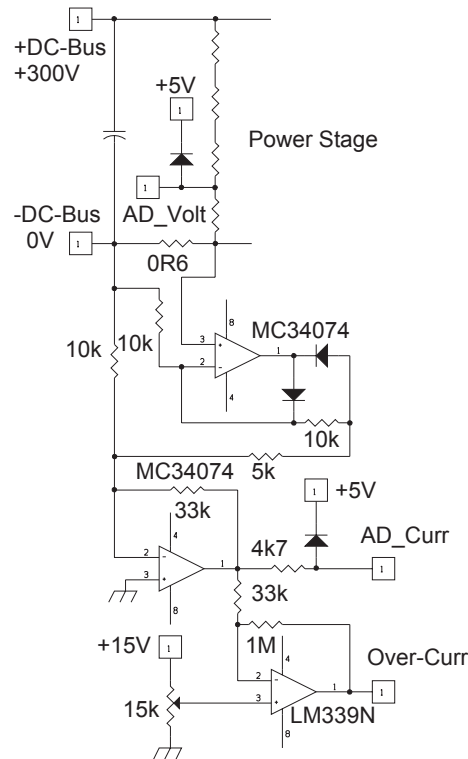 1
+DC-Bus
+300V
+5V
1
Power Stage
1
AD_Volt
-DC-Bus
0V
1
0R6
8
MC34074
3
+
1
10k
10k
2
-
4
10k
5k
MC34074
33k
1
+5V
4
AD_Curr
2
-
1
4k7
1
3
+
33k
8
+15V
1M
1
4
Over-Curr
2
-
1
1
15k
3
+
LM339N
8